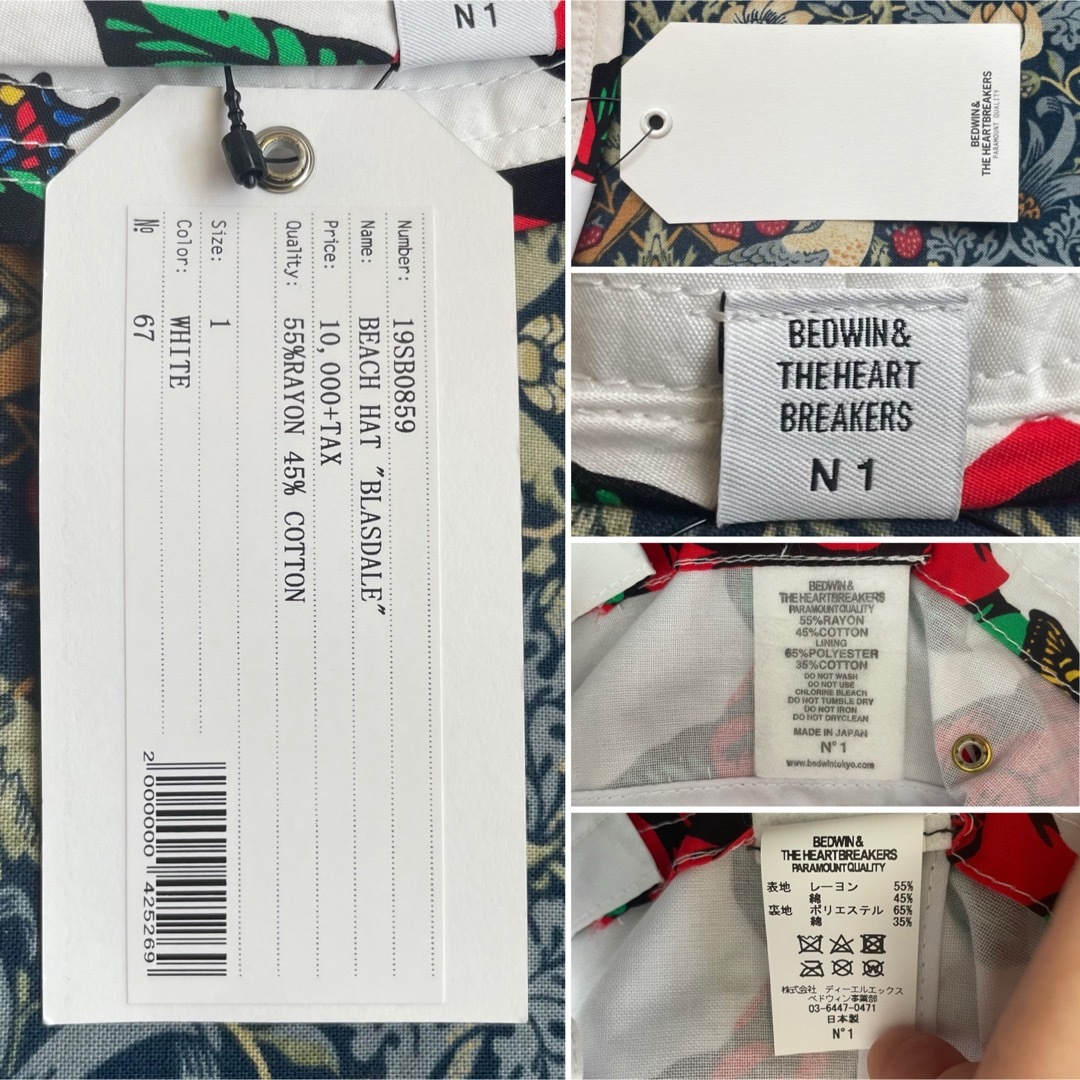 N 1
Number: 19SB0859
Name: BEACH HAT "BLASDALE"
Price: 10,000+TAX
Quality: 55%RAYON 45% COTTON
Size: 1
Color: WHITE
№ 67
2 000000 425269
BEDWIN&
THE HEARTBREAKERS
PARAMOUNT QUALITY
BEDWIN&
THE HEART
BREAKERS
N 1
BEDWIN&
THE HEARTBREAKERS
PARAMOUNT QUALITY
55%RAYON
45%COTTON
LINING
65%POLYESTER
35%COTTON
DO NOT WASH
DO NOT USE
CHLORINE BLEACH
DO NOT TUMBLE DRY
DO NOT IRON
DO NOT DRYCLEAN
MADE IN JAPAN
N°1
www.bedwintokyo.com
BEDWIN&
THE HEARTBREAKERS
PARAMOUNT QUALITY
表地 レーヨン 55%
綿 45%
裏地 ポリエステル 65%
綿 35%
株式会社 ディーエルエックス
ベドウィン事業部
03-6447-0471
日本製
N°1